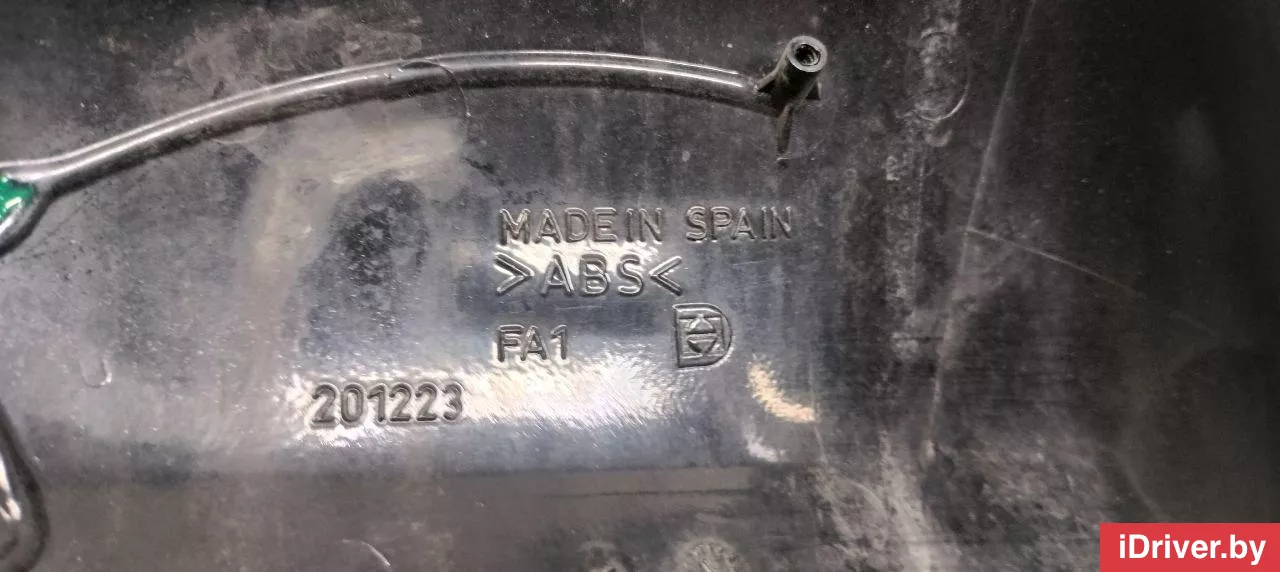 MADE IN SPAIN
>ABS<
FA1
201223
iDriver.by